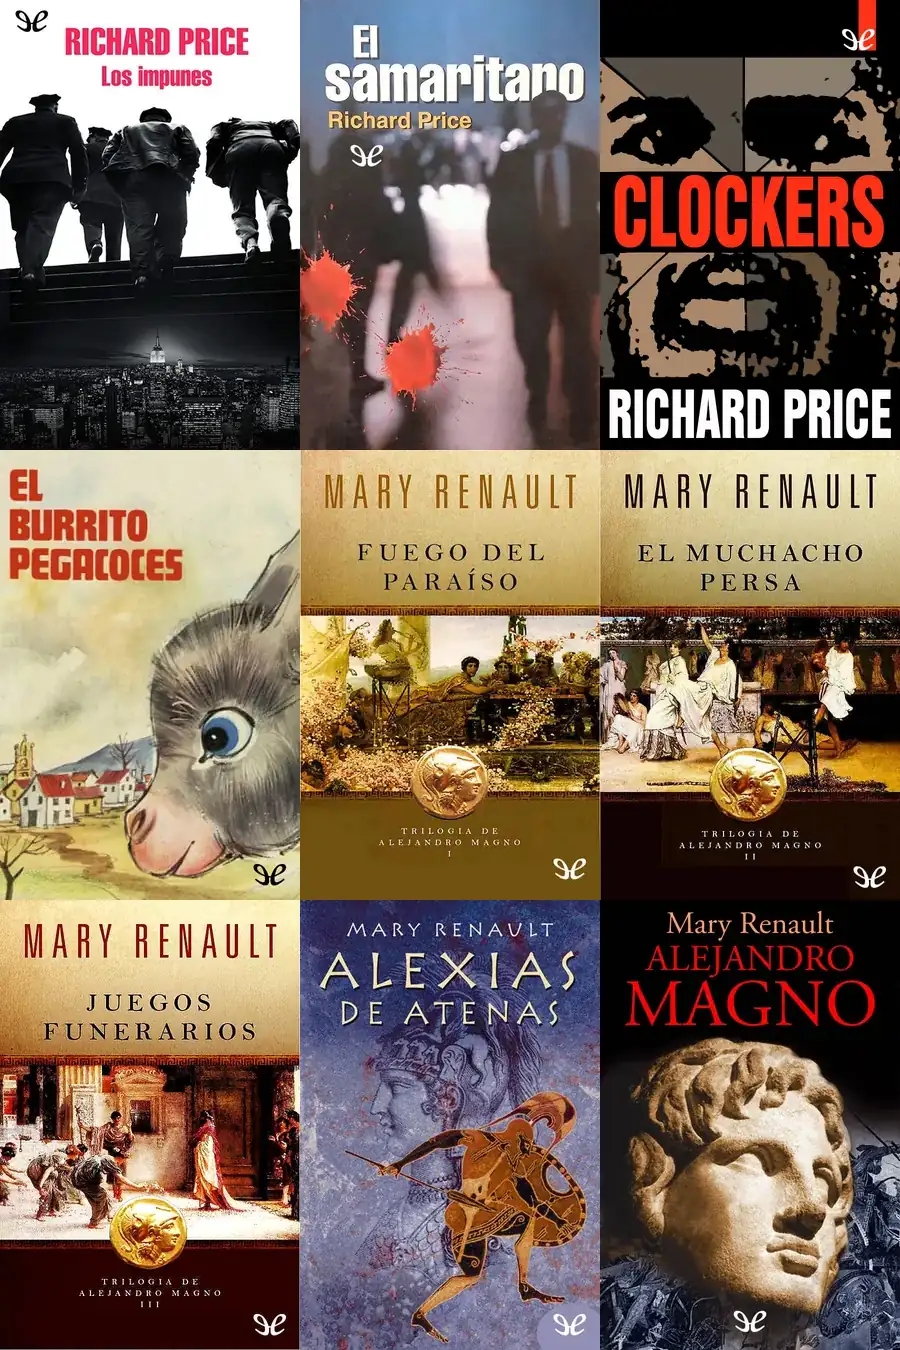 RICHARD PRICE
Los impunes
El
samaritano
Richard Price
CLOCKERS
RICHARD PRICE
EL
BURRITO
PEGACOCES
MARY RENAULT
FUEGO DEL
PARAÍSO
TRILOGIA DE
ALEJANDRO MAGNO
I
MARY RENAULT
EL MUCHACHO
PERSA
TRILOGIA DE
ALEJANDRO MAGNO
II
MARY RENAULT
JUEGOS
FUNERARIOS
TRILOGIA DE
ALEJANDRO MAGNO
III
MARY RENAULT
ALEXIAS
DE ATENAS
Mary Renault
ALEJANDRO
MAGNO